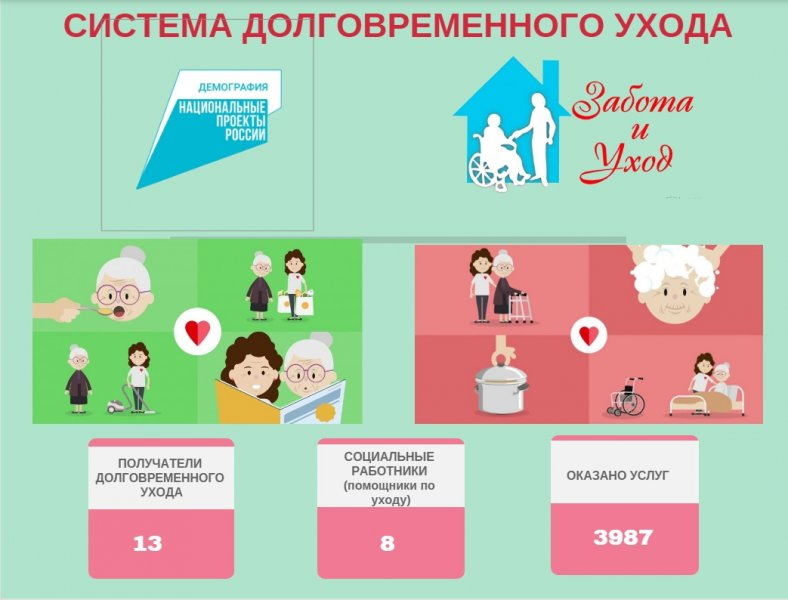 СИСТЕМА ДОЛГОВРЕМЕННОГО УХОДА
ДЕМОГРАФИЯ
НАЦИОНАЛЬНЫЕ
ПРОЕКТЫ
РОССИИ
Забота
и
Уход
ПОЛУЧАТЕЛИ
ДОЛГОВРЕМЕННОГО
УХОДА
13
СОЦИАЛЬНЫЕ
РАБОТНИКИ
(помощники по
уходу)
8
ОКАЗАНО УСЛУГ
3987